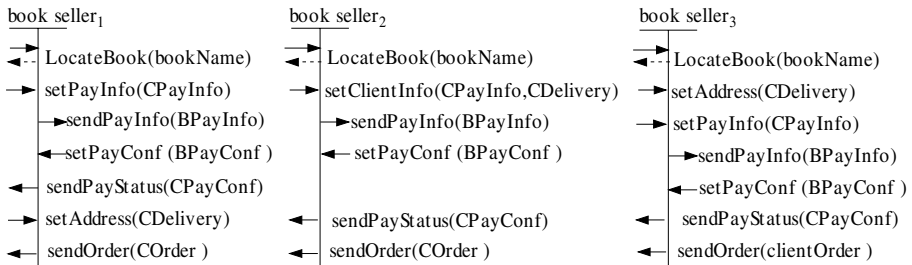 book seller1
LocateBook(bookName)
setPayInfo(CPayInfo)
sendPayInfo(BPayInfo)
setPayConf (BPayConf )
sendPayStatus(CPayConf)
setAddress(CDelivery)
sendOrder(COrder )
book seller2
LocateBook(bookName)
setClientInfo(CPayInfo,CDelivery)
sendPayInfo(BPayInfo)
setPayConf (BPayConf )
sendPayStatus(CPayConf)
sendOrder(COrder )
book seller3
LocateBook(bookName)
setAddress(CDelivery)
setPayInfo(CPayInfo)
sendPayInfo(BPayInfo)
setPayConf (BPayConf )
sendPayStatus(CPayConf)
sendOrder(clientOrder )